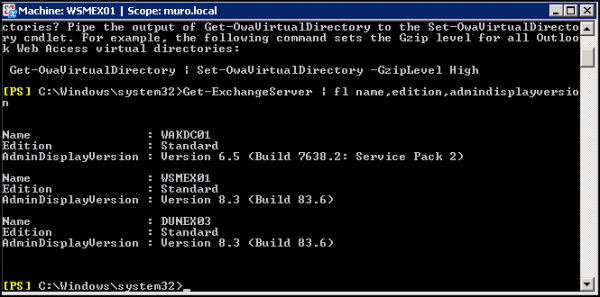 Machine: WSMEX01 | Scope: muro.local
ctories? Pipe the output of Get-OwaVirtualDirectory to the Set-OwaVirtualDirecto
ry cmdlet. For example, the following command sets the Gzip level for all Outloo
k Web Access virtual directories:
Get-OwaVirtualDirectory | Set-OwaVirtualDirectory -GzipLevel High
[PS] C:\Windows\system32>Get-ExchangeServer | fl name,edition,admindisplayversio
n
Name : WAKDC01
Edition : Standard
AdminDisplayVersion : Version 6.5 (Build 7638.2: Service Pack 2)
Name : WSMEX01
Edition : Standard
AdminDisplayVersion : Version 8.3 (Build 83.6)
Name : DUNEX03
Edition : Standard
AdminDisplayVersion : Version 8.3 (Build 83.6)
[PS] C:\Windows\system32>_